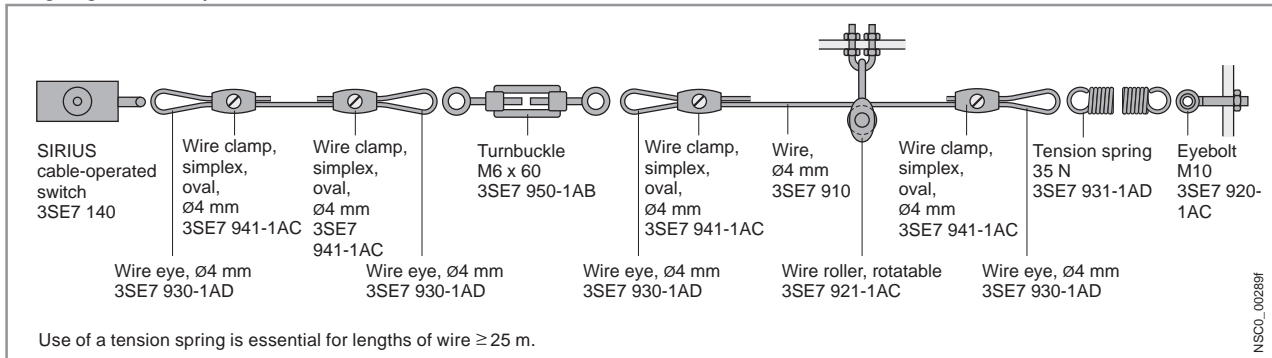 SIRIUS
cable-operated
switch
3SE7 140
Wire clamp,
simplex,
oval,
Ø4 mm
3SE7 941-1AC
Wire clamp,
simplex,
oval,
Ø4 mm
3SE7
941-1AC
Turnbuckle
M6 x 60
3SE7 950-1AB
Wire clamp,
simplex,
oval,
Ø4 mm
3SE7 941-1AC
Wire,
Ø4 mm
3SE7 910
Wire clamp,
simplex,
oval,
Ø4 mm
3SE7 941-1AC
Tension spring
35 N
3SE7 931-1AD
Eyebolt
M10
3SE7 920-
1AC
Wire eye, Ø4 mm
3SE7 930-1AD
Wire eye, Ø4 mm
3SE7 930-1AD
Wire eye, Ø4 mm
3SE7 930-1AD
Wire roller, rotatable
3SE7 921-1AC
Wire eye, Ø4 mm
3SE7 930-1AD
Use of a tension spring is essential for lengths of wire ≥ 25 m.
NSC0_00289f